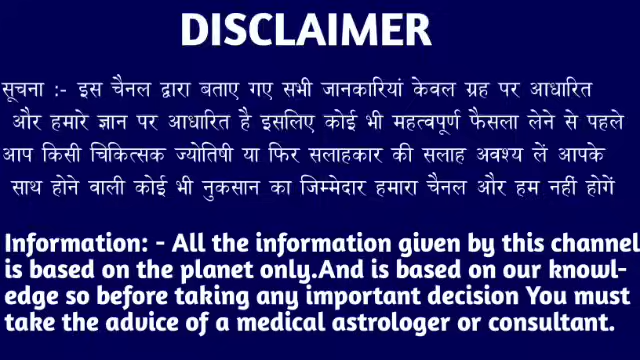 DISCLAIMER
सूचना :- इस चैनल द्वारा बताए गए सभी जानकारियां केवल ग्रह पर आधारित
और हमारे ज्ञान पर आधारित है इसलिए कोई भी महत्वपूर्ण फैसला लेने से पहले
आप किसी चिकित्सक ज्योतिषी या फिर सलाहकार की सलाह अवश्य लें आपके
साथ होने वाली कोई भी नुकसान का जिम्मेदार हमारा चैनल और हम नहीं होगें
Information: - All the information given by this channel
is based on the planet only.And is based on our knowl-
edge so before taking any important decision You must
take the advice of a medical astrologer or consultant.